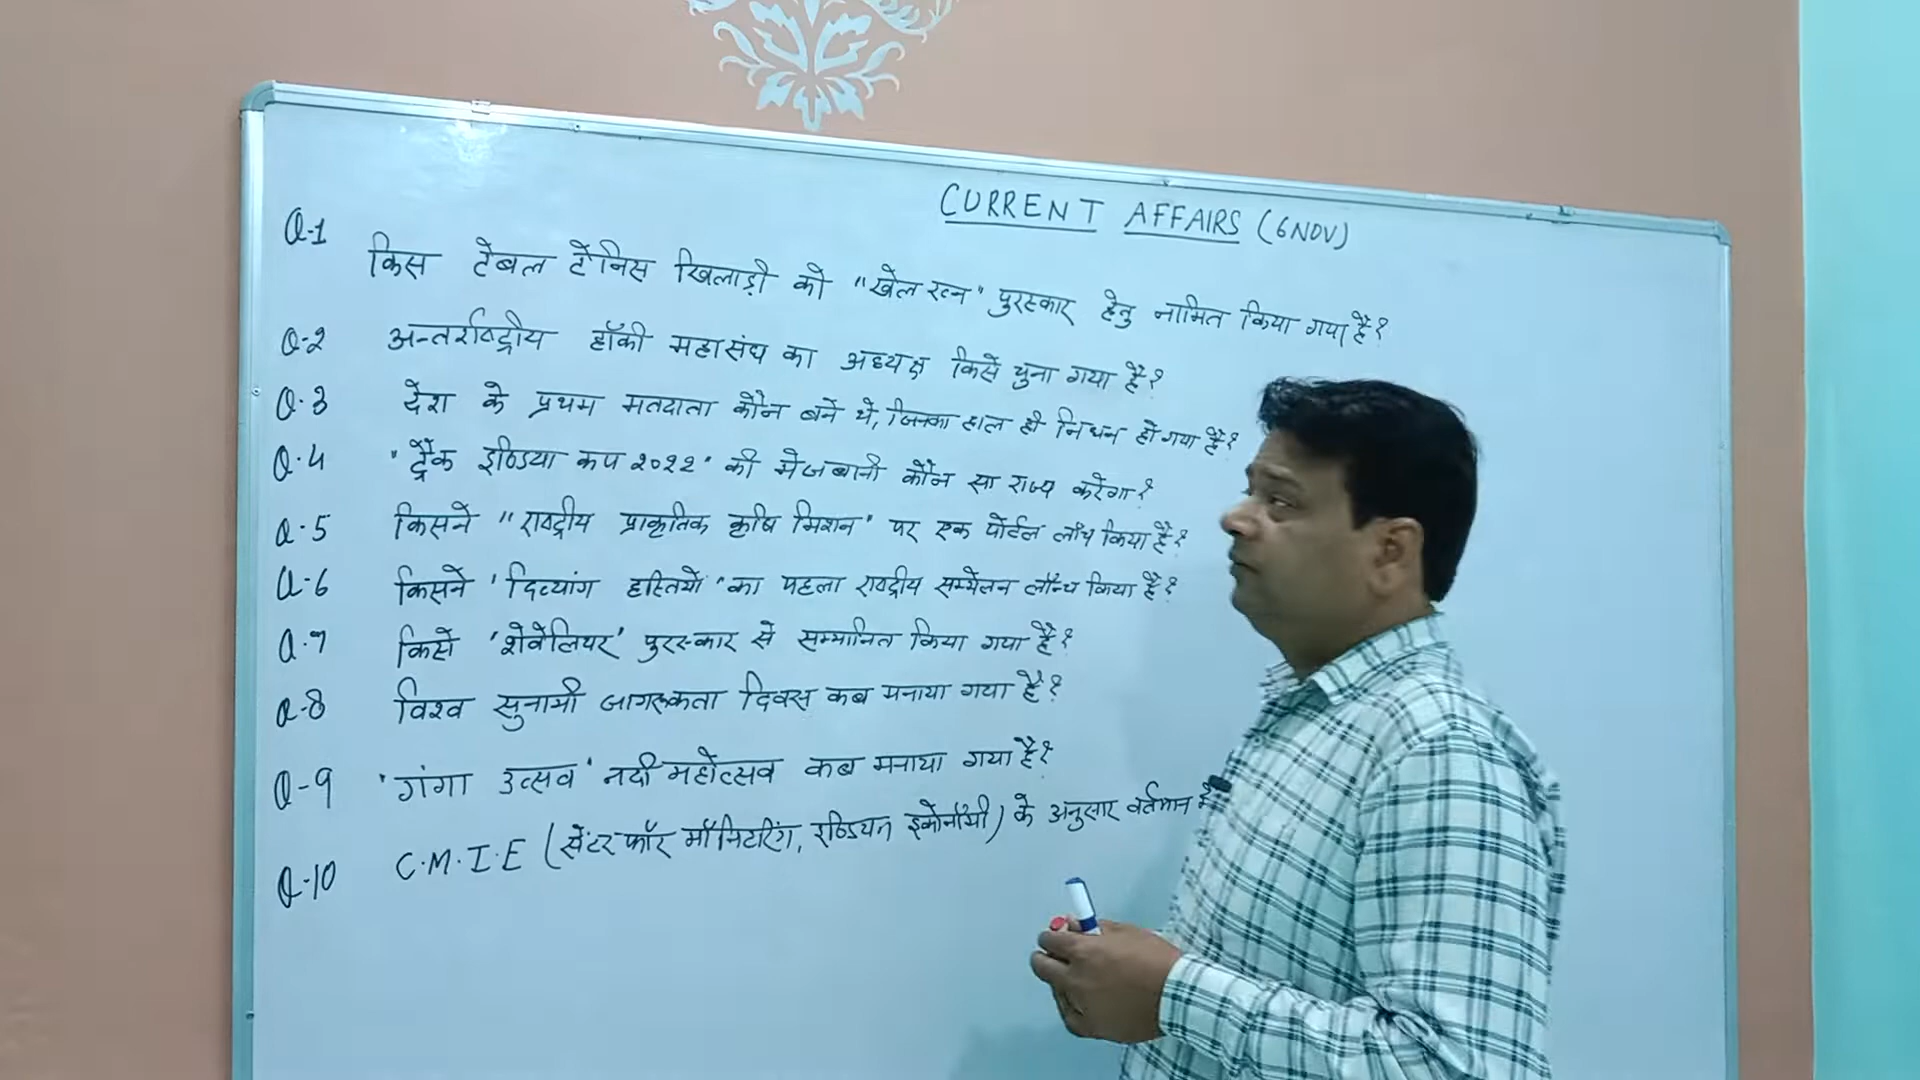 CURRENT AFFAIRS (6NOV)
Q-1 किस टेबल टेनिस खिलाड़ी को "खेल रत्न" पुरस्कार हेतु नामित किया गया है?
Q-2 अन्तर्राष्ट्रीय हॉकी महासंघ का अध्यक्ष किसे चुना गया है?
Q-3 देश के प्रथम मतदाता कौन बने थे, जिनका हाल ही निधन हो गया है?
Q-4 "ट्रैक इण्डिया कप २०२२" की मेजबानी कौन सा राज्य करेगा?
Q-5 किसने "राष्ट्रीय प्राकृतिक कृषि मिशन" पर एक पोर्टल लॉंच किया है?
Q-6 किसने 'दिव्यांग हस्तियों' का पहला राष्ट्रीय सम्मेलन लॉन्च किया है?
Q-7 किसे 'शेवेलियर' पुरस्कार से सम्मानित किया गया है?
Q-8 विश्व सुनामी जागरूकता दिवस कब मनाया गया है?
Q-9 'गंगा उत्सव' नदी महोत्सव कब मनाया गया है?
Q-10 C.M.I.E (सेंटर फॉर मॉनिटरिंग, इण्डियन इकोनॉमी) के अनुसार वर्तमान में